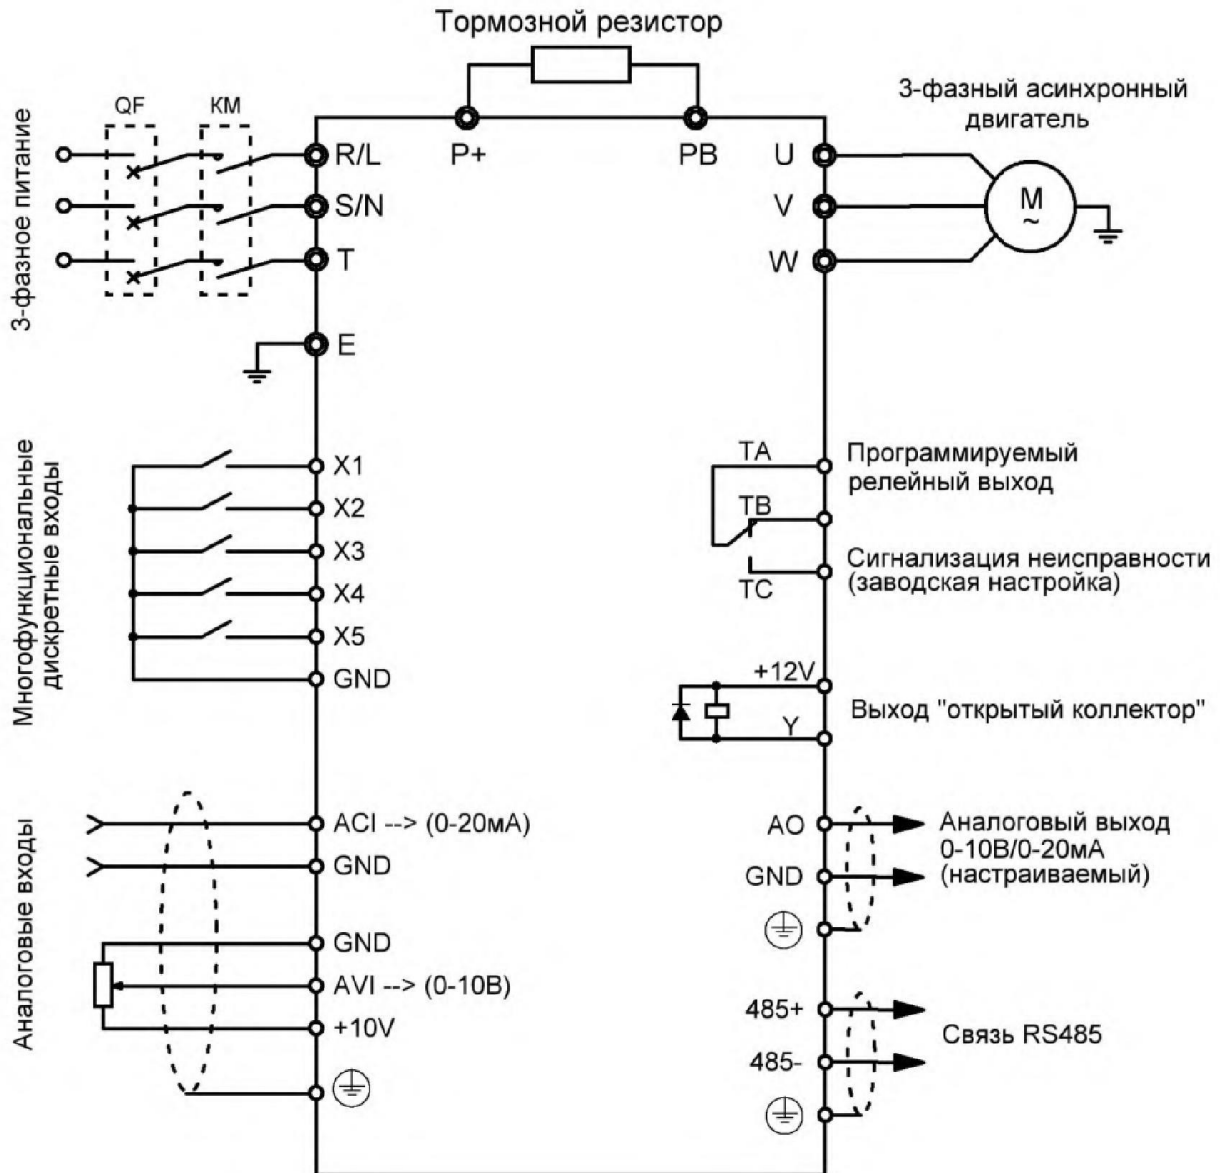 Тормозной резистор
QF
КМ
3-фазное питание
R/L
S/N
T
E
P+
PB
U
V
W
3-фазный асинхронный
двигатель
M
~
Многофункциональные
дискретные входы
X1
X2
X3
X4
X5
GND
TA
TB
TC
Программируемый
релейный выход
Сигнализация неисправности
(заводская настройка)
+12V
Y
Выход "открытый коллектор"
Аналоговые входы
ACI --> (0-20мА)
GND
GND
AVI --> (0-10В)
+10V
AO
GND
Аналоговый выход
0-10В/0-20мА
(настраиваемый)
485+
485-
Связь RS485